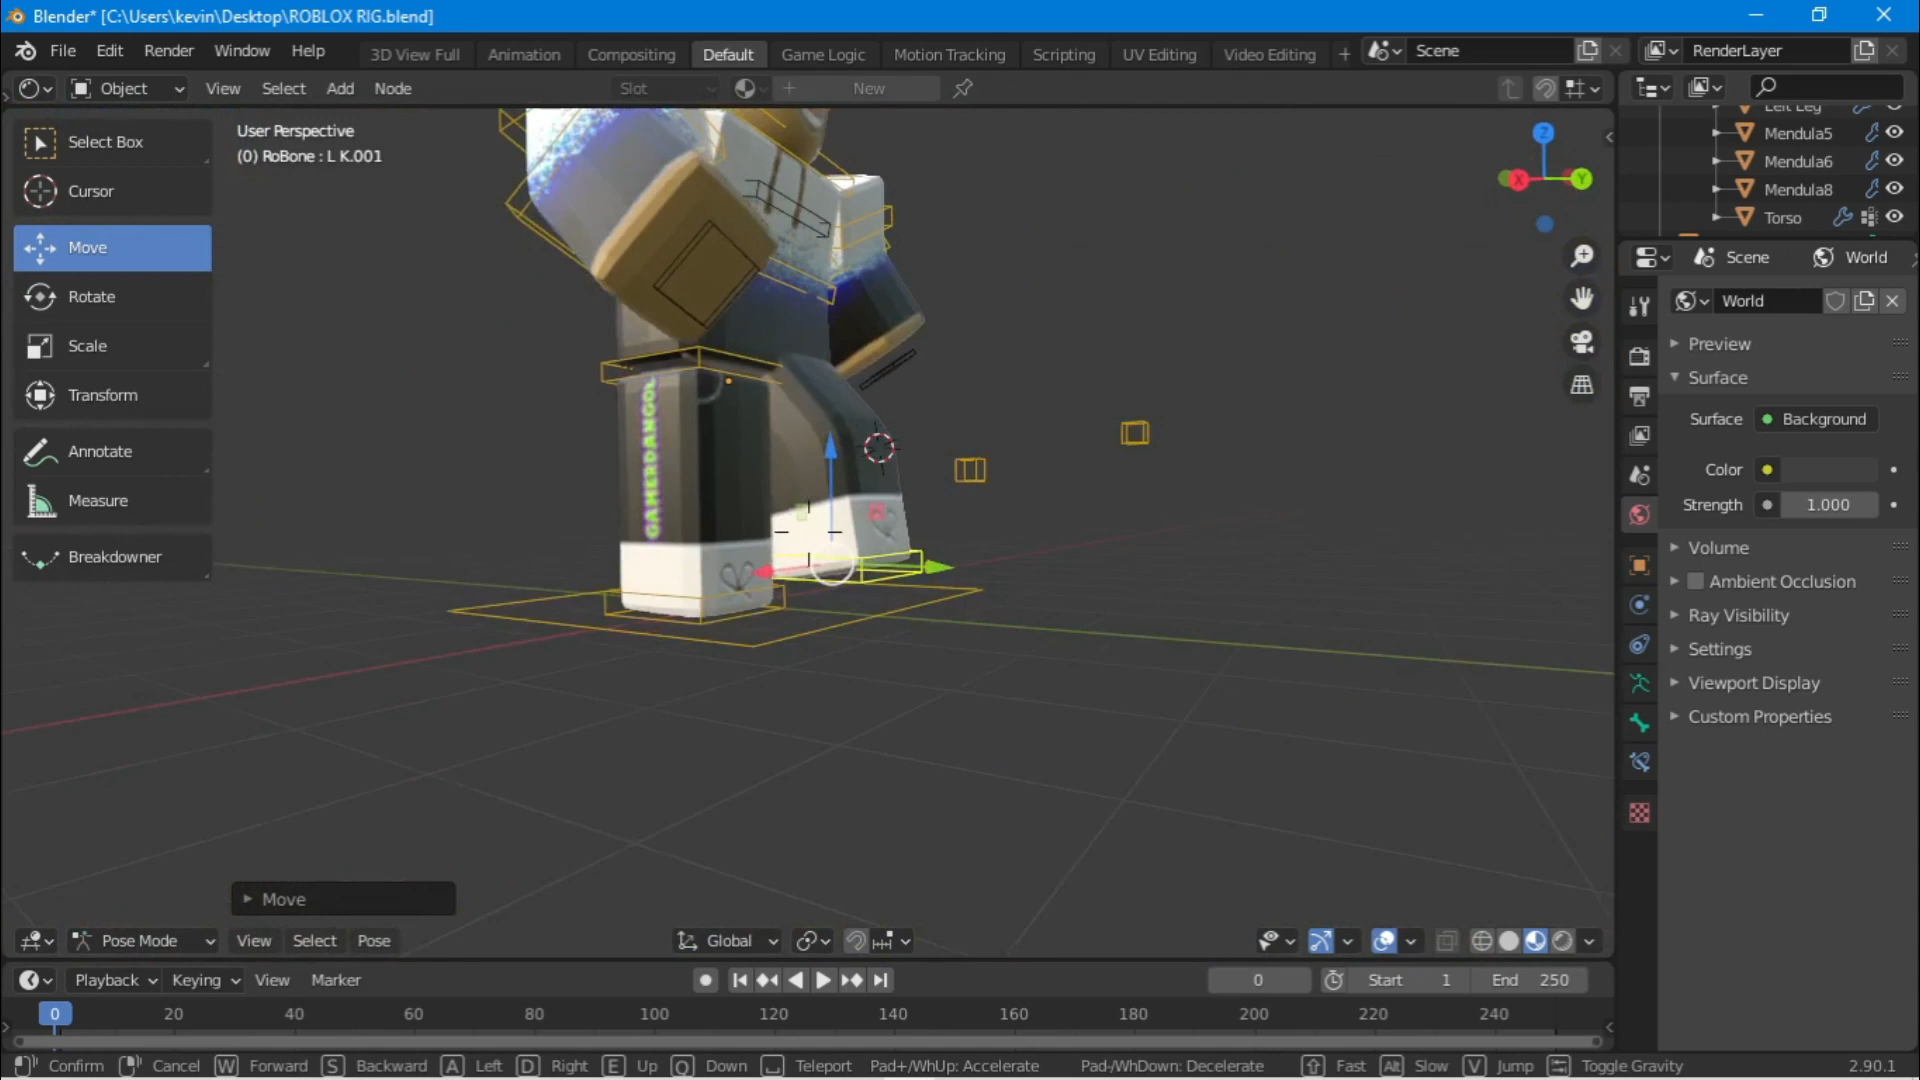 Blender* [C:\Users\kevin\Desktop\ROBLOX RIG.blend]
File Edit Render Window Help 3D View Full Animation Compositing Default Game Logic Motion Tracking Scripting UV Editing Video Editing + Scene RenderLayer
Object View Select Add Node Slot New
Select Box
Cursor
Move
Rotate
Scale
Transform
Annotate
Measure
Breakdowner
User Perspective
(0) RoBone : L K.001
GAMERDANGOL
Z
X
Y
Left Leg
Mendula5
Mendula6
Mendula8
Torso
Scene World
World
Preview
Surface
Surface Background
Color
Strength 1.000
Volume
Ambient Occlusion
Ray Visibility
Settings
Viewport Display
Custom Properties
Move
Pose Mode View Select Pose Global
Playback Keying View Marker 0 Start 1 End 250
0 20 40 60 80 100 120 140 160 180 200 220 240
Confirm Cancel W Forward S Backward A Left D Right E Up Q Down Teleport Pad+/WhUp: Accelerate Pad-/WhDown: Decelerate Fast Alt Slow V Jump Toggle Gravity 2.90.1